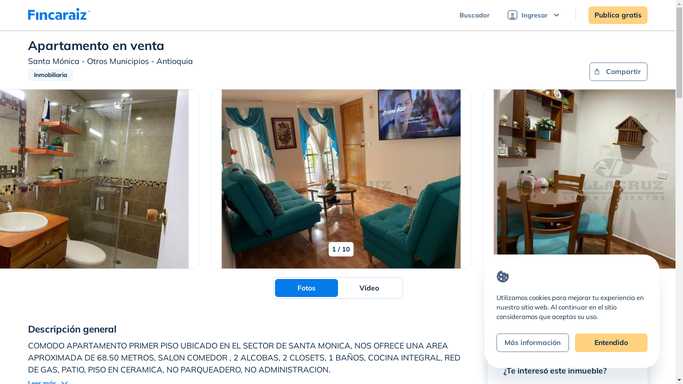 Fincaraiz
Buscador
Ingresar
Publica gratis
Apartamento en venta
Santa Mónica - Otros Municipios - Antioquia
Inmobiliaria
Compartir
1 / 10
Fotos
Vídeo
Utilizamos cookies para mejorar tu experiencia en
nuestro sitio web. Al continuar en el sitio
consideramos que aceptas su uso.
Más información
Entendido
Descripción general
COMODO APARTAMENTO PRIMER PISO UBICADO EN EL SECTOR DE SANTA MONICA, NOS OFRECE UNA AREA
APROXIMADA DE 68.50 METROS, SALON COMEDOR , 2 ALCOBAS, 2 CLOSETS, 1 BAÑOS, COCINA INTEGRAL, RED
DE GAS, PATIO, PISO EN CERAMICA, NO PARQUEADERO, NO ADMINISTRACION.
Leer más
¿Te interesó este inmueble?